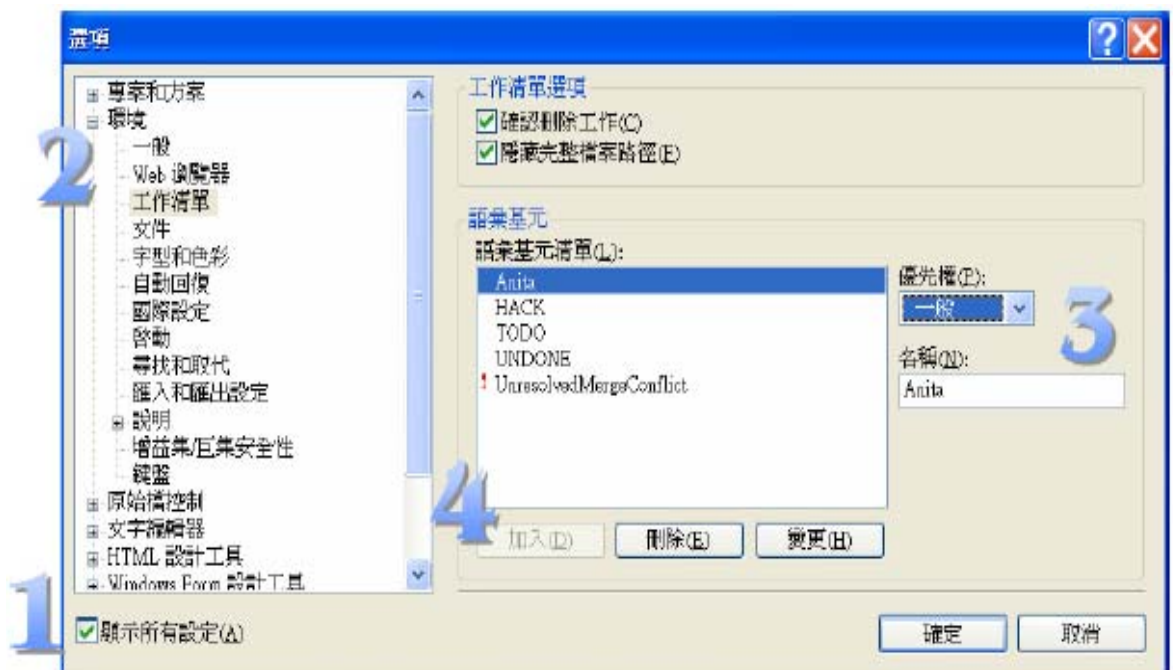 選項
專案和方案
環境
一般
Web 瀏覽器
工作清單
文件
字型和色彩
自動回復
國際設定
啓動
尋找和取代
匯入和匯出設定
說明
增益集/巨集安全性
鍵盤
原始檔控制
文字編輯器
HTML 設計工具
Windows Form 設計工具
顯示所有設定(A)
工作清單選項
確認刪除工作(C)
隱藏完整檔案路徑(E)
語彙基元
語彙基元清單(L):
Anita
HACK
TODO
UNDONE
! UnresolvedMergeConflict
優先權(P):
一般
名稱(N):
Anita
加入(D)
刪除(E)
變更(H)
確定
取消
1
2
3
4